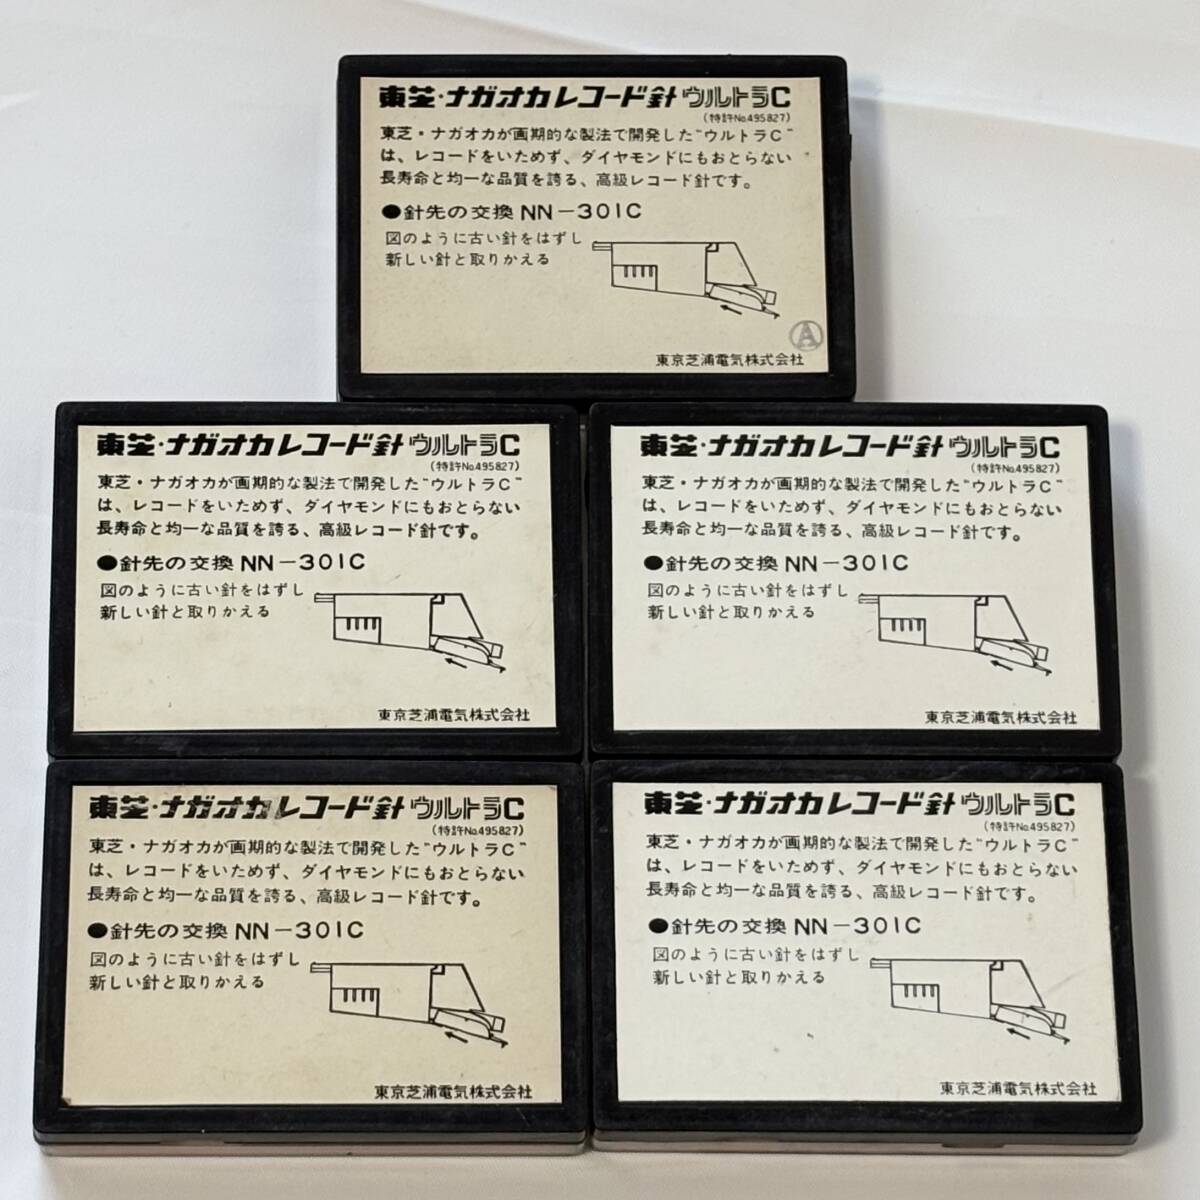 東芝・ナガオカレコード針 ウルトラC
(特許No.495827)
東芝・ナガオカが画期的な製法で開発した“ウルトラC”
は、レコードをいためず、ダイヤモンドにもおとらない
長寿命と均一な品質を誇る、高級レコード針です。
●針先の交換 NN-301C
図のように古い針をはずし
新しい針と取りかえる
A
東京芝浦電気株式会社
東芝・ナガオカレコード針 ウルトラC
(特許No.495827)
東芝・ナガオカが画期的な製法で開発した“ウルトラC”
は、レコードをいためず、ダイヤモンドにもおとらない
長寿命と均一な品質を誇る、高級レコード針です。
●針先の交換 NN-301C
図のように古い針をはずし
新しい針と取りかえる
東京芝浦電気株式会社
東芝・ナガオカレコード針 ウルトラC
(特許No.495827)
東芝・ナガオカが画期的な製法で開発した“ウルトラC”
は、レコードをいためず、ダイヤモンドにもおとらない
長寿命と均一な品質を誇る、高級レコード針です。
●針先の交換 NN-301C
図のように古い針をはずし
新しい針と取りかえる
東京芝浦電気株式会社
東芝・ナガオカレコード針 ウルトラC
(特許No.495827)
東芝・ナガオカが画期的な製法で開発した“ウルトラC”
は、レコードをいためず、ダイヤモンドにもおとらない
長寿命と均一な品質を誇る、高級レコード針です。
●針先の交換 NN-301C
図のように古い針をはずし
新しい針と取りかえる
東京芝浦電気株式会社
東芝・ナガオカレコード針 ウルトラC
(特許No.495827)
東芝・ナガオカが画期的な製法で開発した“ウルトラC”
は、レコードをいためず、ダイヤモンドにもおとらない
長寿命と均一な品質を誇る、高級レコード針です。
●針先の交換 NN-301C
図のように古い針をはずし
新しい針と取りかえる
東京芝浦電気株式会社